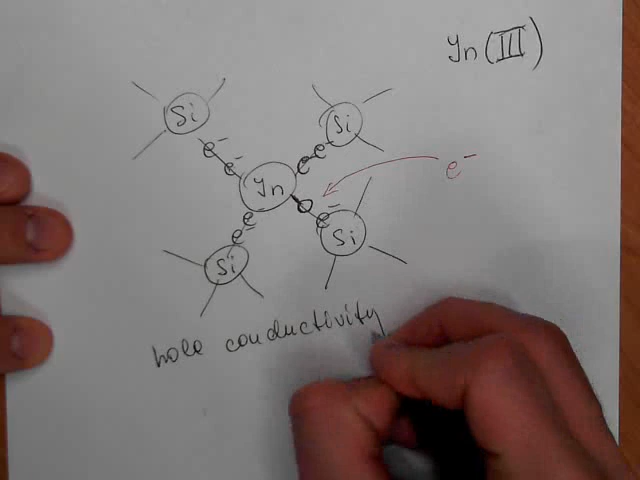 In (III)
Si Si
e⁻ e e
e⁻
In e⁻
e e⁻
e⁻ Si
Si
hole conductivity